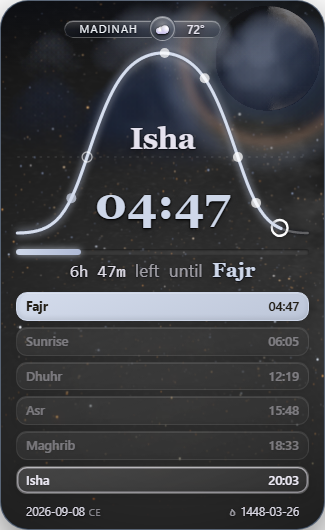 MADINAH 72°
Isha
04:47
6h 47m left until Fajr
Fajr 04:47
Sunrise 06:05
Dhuhr 12:19
Asr 15:48
Maghrib 18:33
Isha 20:03
2026-09-08 CE 1448-03-26